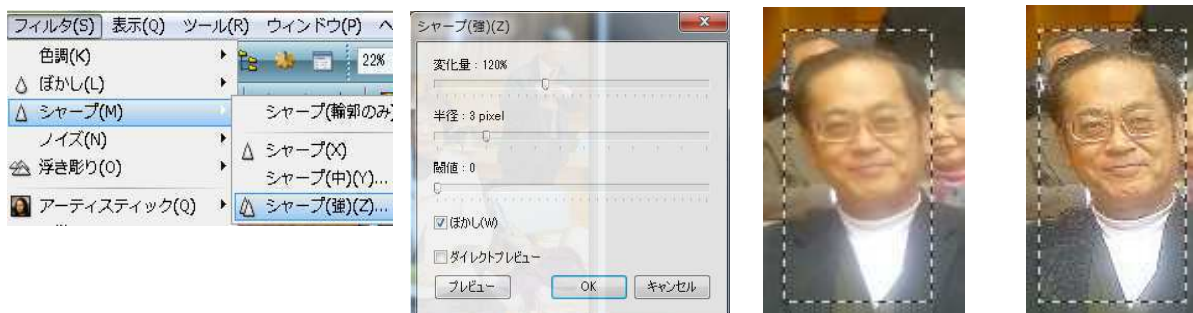 フィルタ(S) 表示(Q) ツール(R) ウィンドウ(P) ヘ
色調(K)
22%
ぼかし(L)
シャープ(M)
シャープ(輪郭のみ)
ノイズ(N)
シャープ(X)
浮き彫り(O)
シャープ(中)(Y)...
アーティスティック(Q)
シャープ(強)(Z)...
シャープ(強)(Z)
変化量 : 120%
半径 : 3 pixel
閾値 : 0
ぼかし(W)
ダイレクトプレビュー
プレビュー OK キャンセル